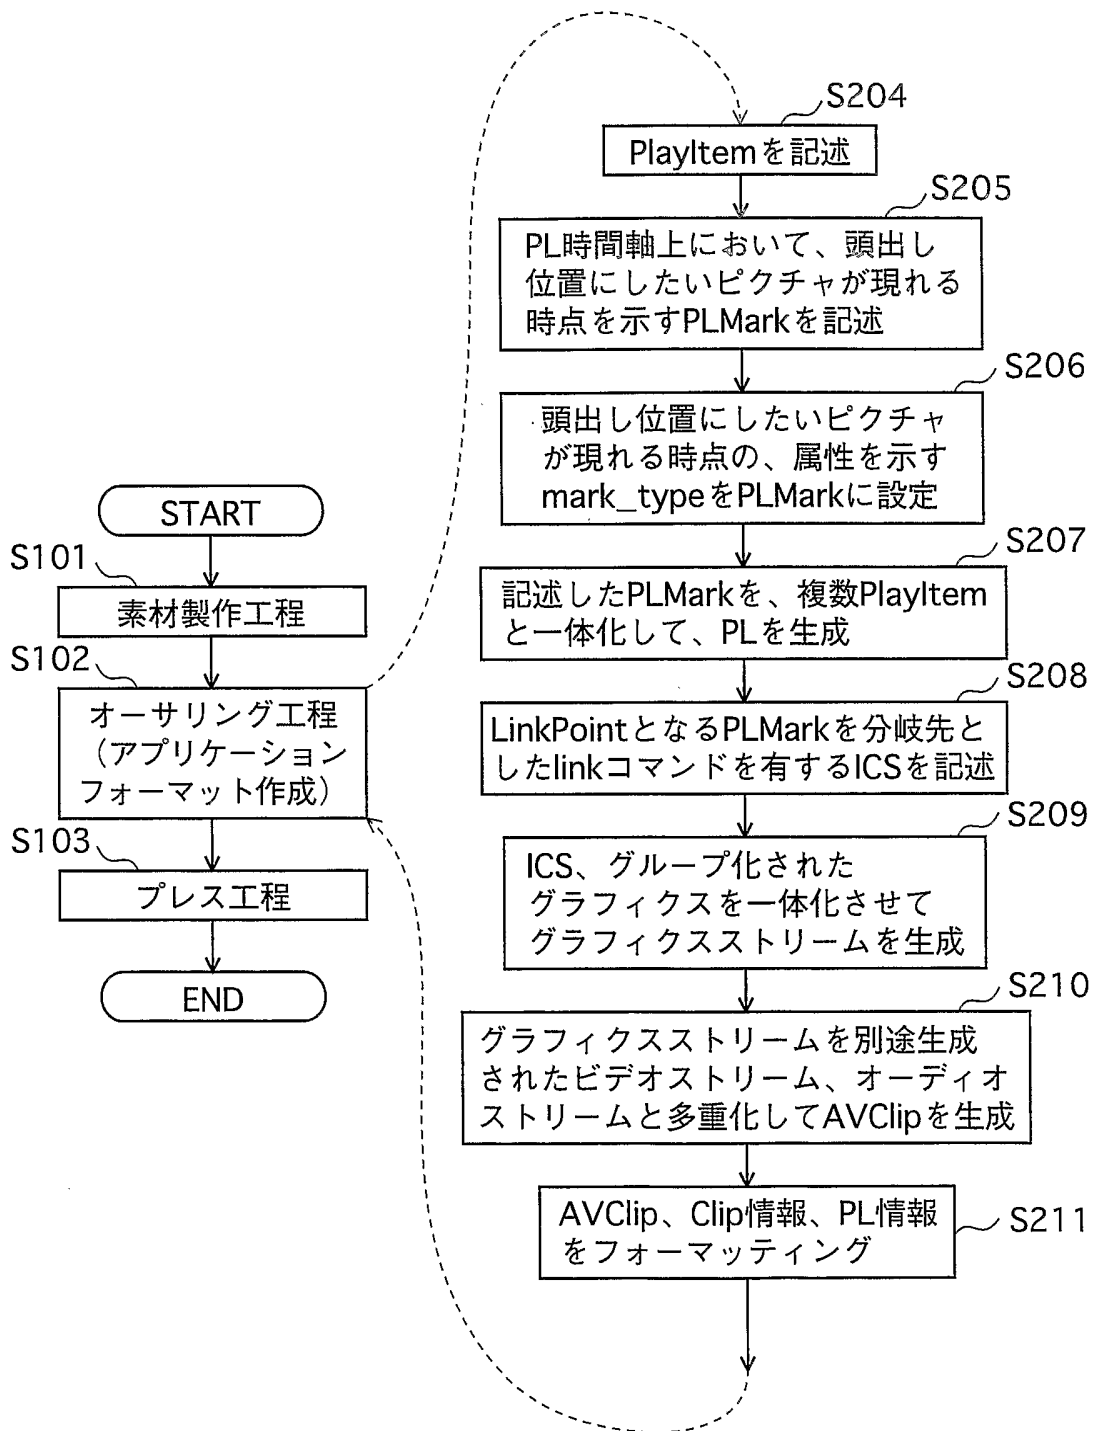 START
S101
素材製作工程
S102
オーサリング工程
（アプリケーション
フォーマット作成）
S103
プレス工程
END
S204
PlayItemを記述
S205
PL時間軸上において、頭出し
位置にしたいピクチャが現れる
時点を示すPLMarkを記述
S206
頭出し位置にしたいピクチャ
が現れる時点の、属性を示す
mark_typeをPLMarkに設定
S207
記述したPLMarkを、複数PlayItem
と一体化して、PLを生成
S208
LinkPointとなるPLMarkを分岐先と
したlinkコマンドを有するICSを記述
S209
ICS、グループ化された
グラフィクスを一体化させて
グラフィクスストリームを生成
S210
グラフィクスストリームを別途生成
されたビデオストリーム、オーディオ
ストリームと多重化してAVClipを生成
S211
AVClip、Clip情報、PL情報
をフォーマッティング